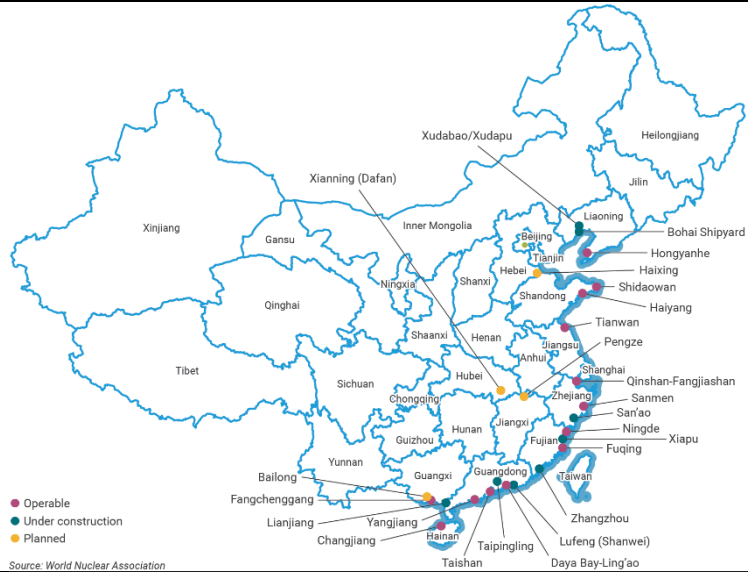 Heilongjiang
Xudabao/Xudapu
Jilin
Xianning (Dafan)
Liaoning
Inner Mongolia
Xinjiang
Bohai Shipyard
Beijing
Gansu
Hongyanhe
Tianjin
Haixing
Hebei
Ningxia
Shanxi
Shidaowan
Shandong
Qinghai
Haiyang
Tianwan
Shaanxi
Henan
Jiangsu
Pengze
Anhui
Tibet
Shanghai
Hubei
Qinshan-Fangjiashan
Sichuan
Zhejiang
Chongqing
Sanmen
San'ao
Jiangxi
Ningde
Hunan
Guizhou
Fujian
Xiapu
Fuqing
Yunnan
Guangxi
Guangdong
Taiwan
Bailong
Operable
Fangchenggang
Under construction
Lianjiang
Yangjiang
Zhangzhou
Planned
Changjiang
Hainan
Taipingling
Lufeng (Shanwei)
Taishan
Daya Bay-Ling'ao
Source: World Nuclear Association